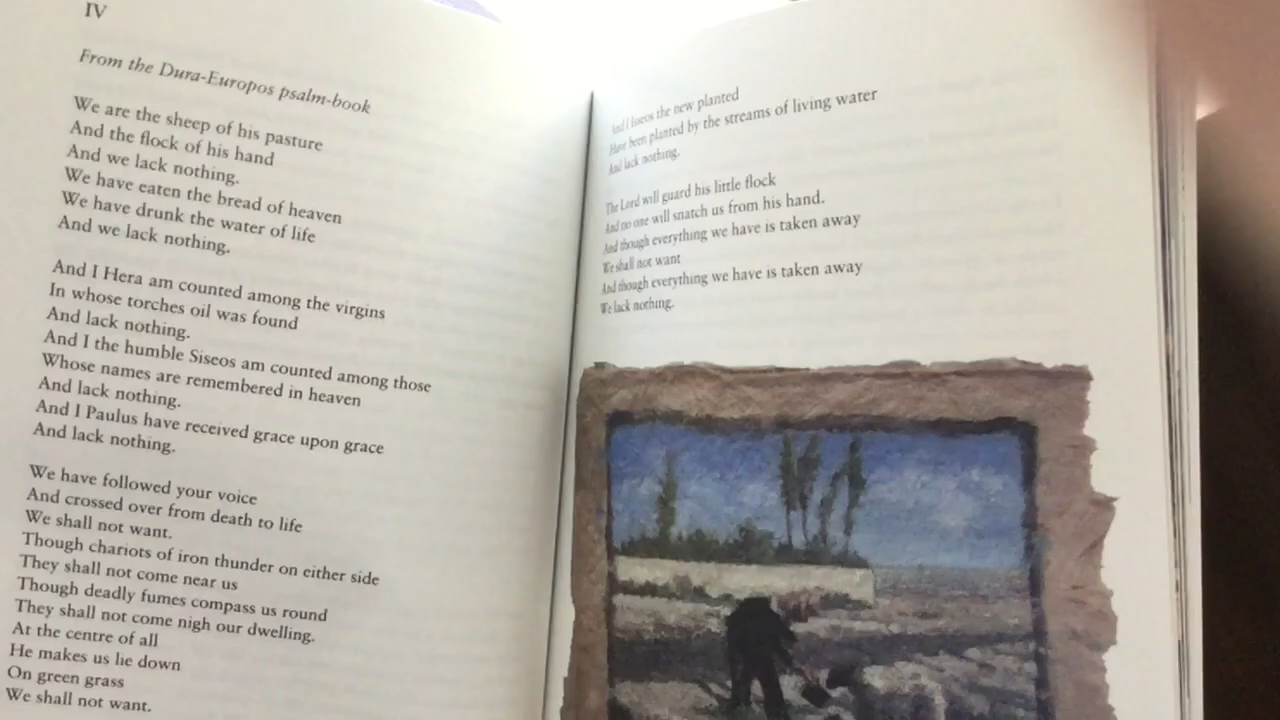 IV
From the Dura-Europos psalm-book
We are the sheep of his pasture
And the flock of his hand
And we lack nothing.
We have eaten the bread of heaven
We have drunk the water of life
And we lack nothing.
And I Hera am counted among the virgins
In whose torches oil was found
And lack nothing.
And I the humble Siseos am counted among those
Whose names are remembered in heaven
And lack nothing.
And I Paulus have received grace upon grace
And lack nothing.
We have followed your voice
And crossed over from death to life
We shall not want.
Though chariots of iron thunder on either side
They shall not come near us
Though deadly fumes compass us round
They shall not come nigh our dwelling.
At the centre of all
He makes us lie down
On green grass
We shall not want.
And I Iseos the new planted
Have been planted by the streams of living water
And lack nothing.
The Lord will guard his little flock
And no one will snatch us from his hand.
And though everything we have is taken away
We shall not want
And though everything we have is taken away
We lack nothing.